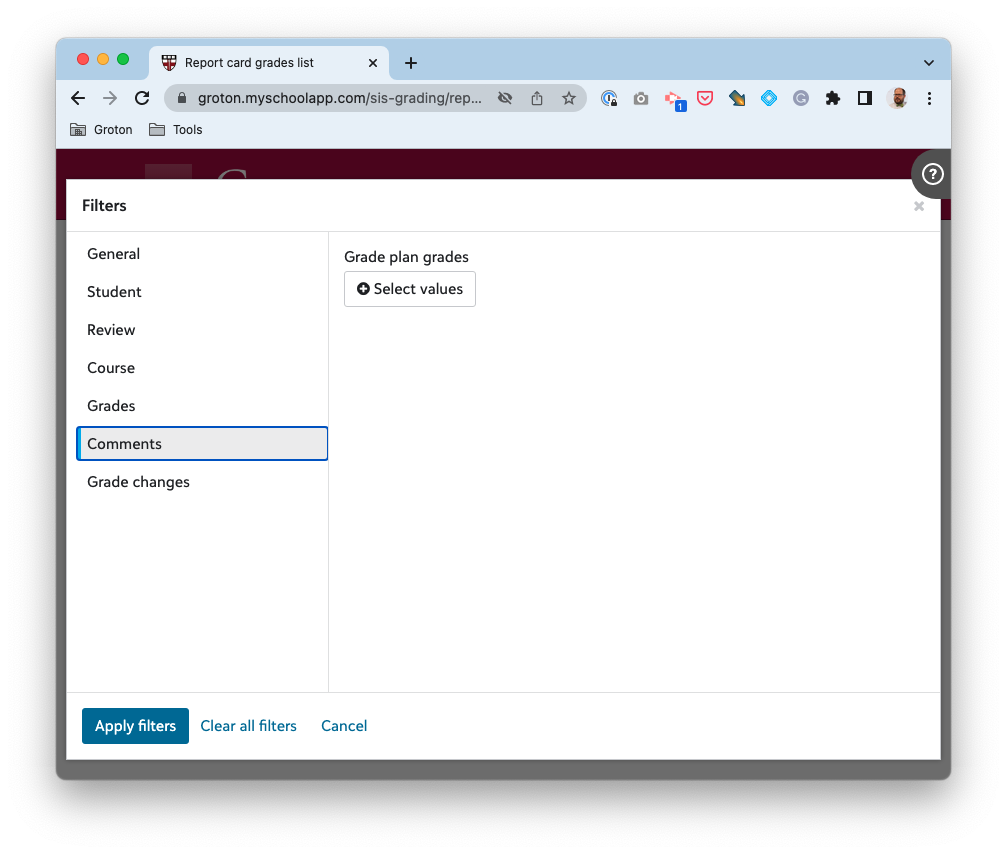 Report card grades list
groton.myschoolapp.com/sis-grading/rep...
1
Groton Tools
Filters
General
Student
Review
Course
Grades
Comments
Grade changes
Grade plan grades
Select values
Apply filters Clear all filters Cancel